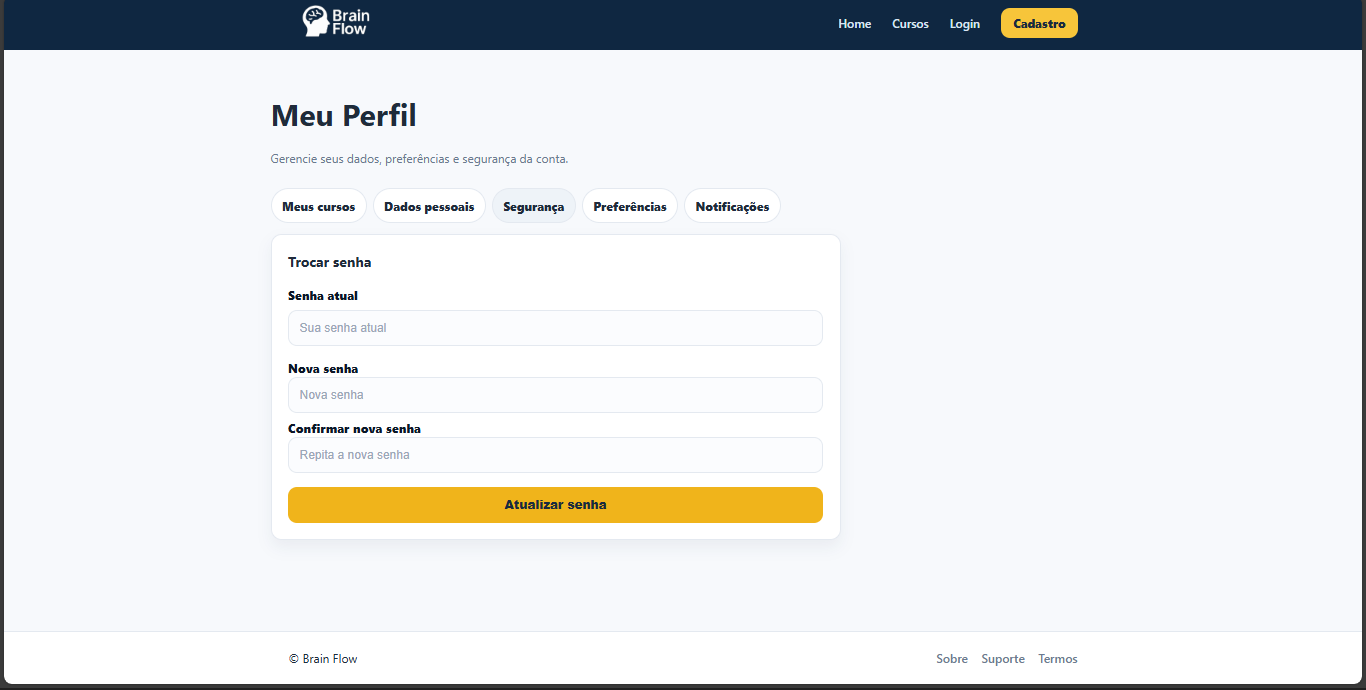 Brain
Flow
Home Cursos Login Cadastro
Meu Perfil
Gerencie seus dados, preferências e segurança da conta.
Meus cursos Dados pessoais Segurança Preferências Notificações
Trocar senha
Senha atual
Sua senha atual
Nova senha
Nova senha
Confirmar nova senha
Repita a nova senha
Atualizar senha
© Brain Flow Sobre Suporte Termos